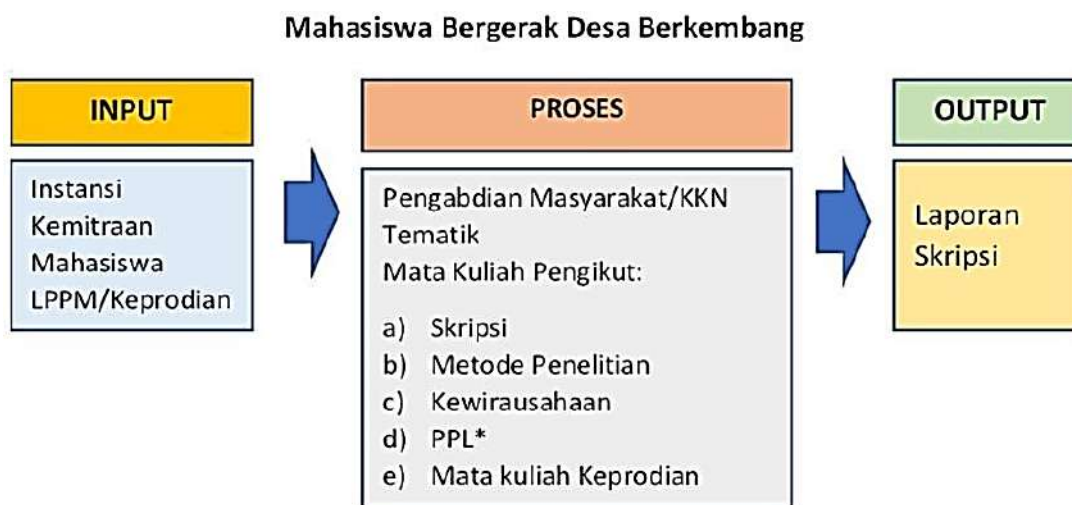 Mahasiswa Bergerak Desa Berkembang
INPUT
Instansi
Kemitraan
Mahasiswa
LPPM/Keprodian
PROSES
Pengabdian Masyarakat/KKN
Tematik
Mata Kuliah Pengikut:
a) Skripsi
b) Metode Penelitian
c) Kewirausahaan
d) PPL*
e) Mata kuliah Keprodian
OUTPUT
Laporan
Skripsi